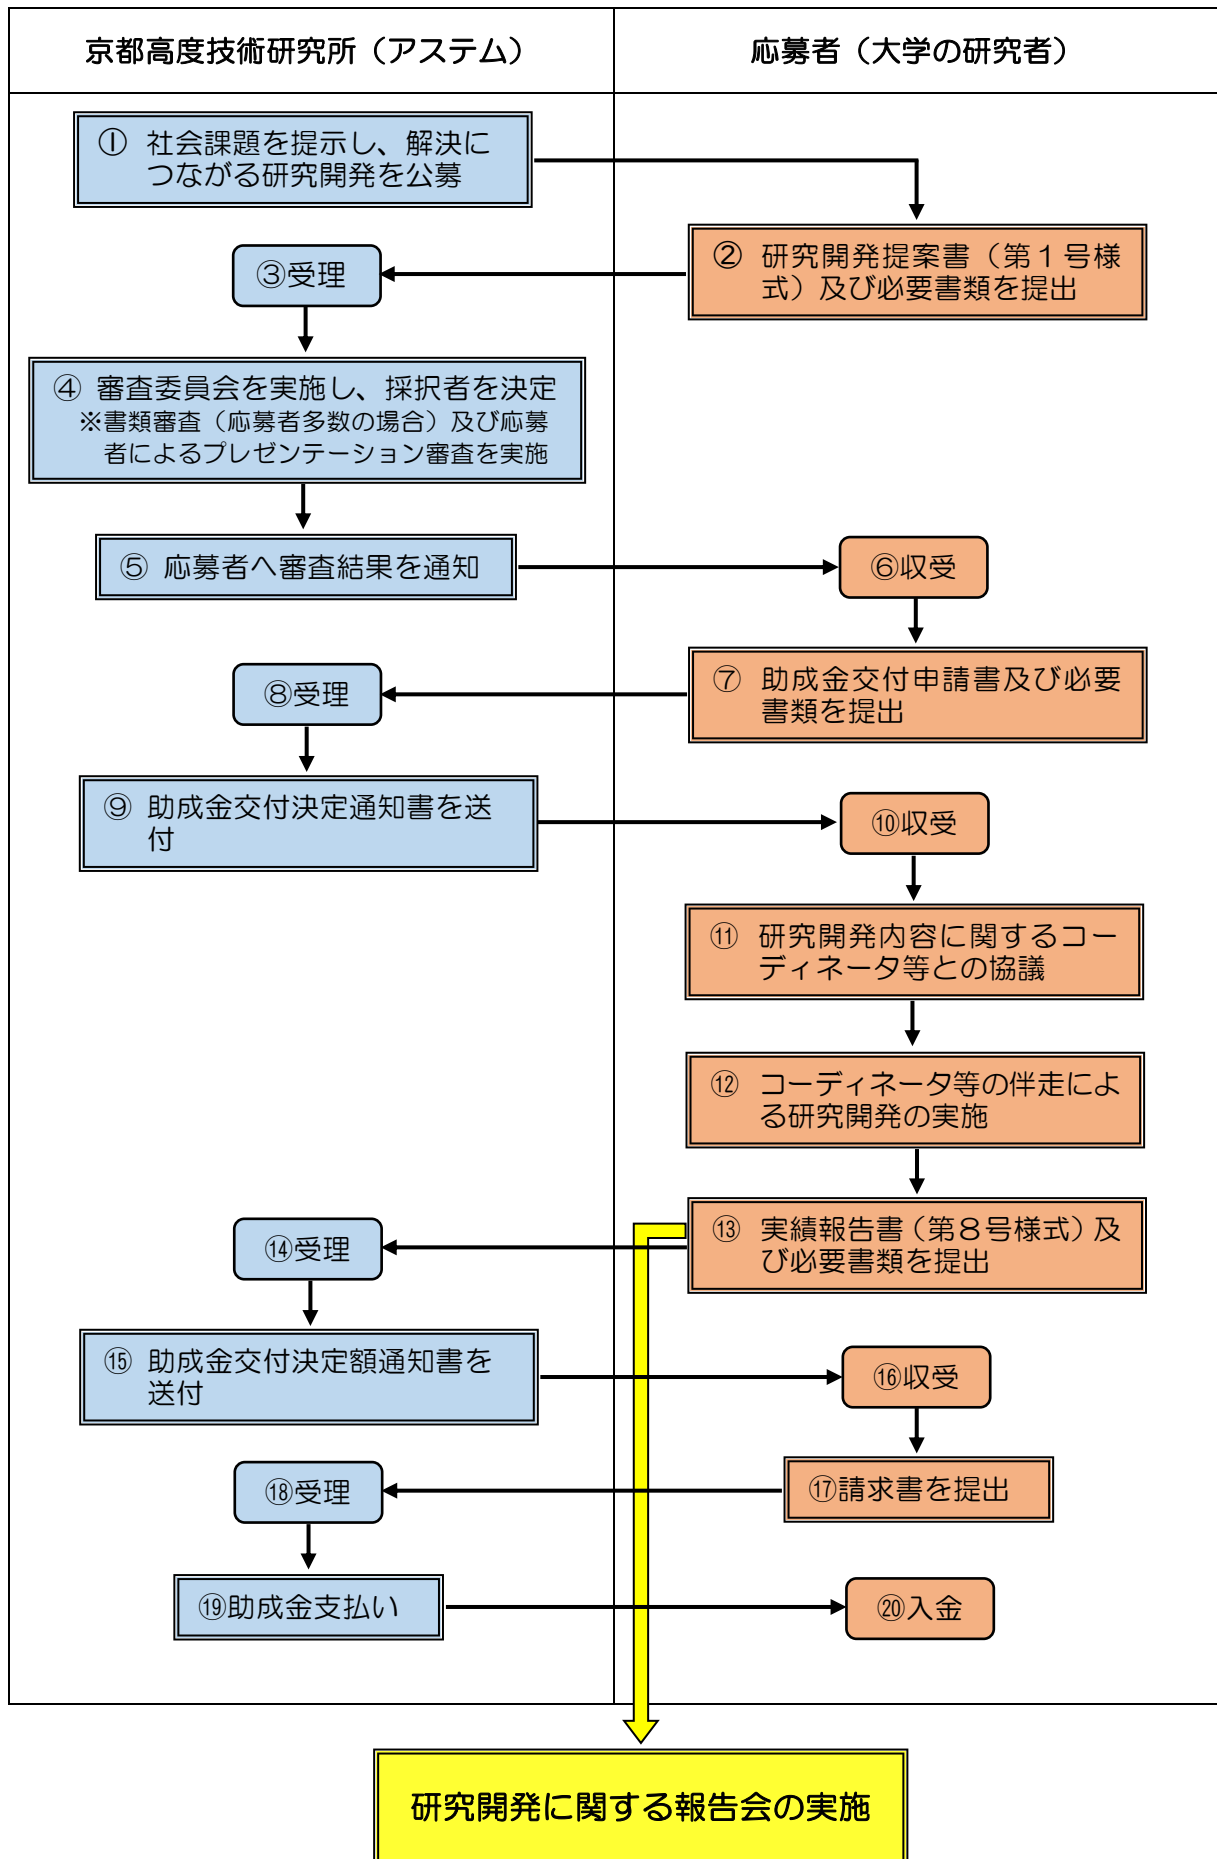 京都高度技術研究所（アステム）
応募者（大学の研究者）
① 社会課題を提示し、解決に
つながる研究開発を公募
② 研究開発提案書（第１号様
式）及び必要書類を提出
③受理
④ 審査委員会を実施し、採択者を決定
※書類審査（応募者多数の場合）及び応募
者によるプレゼンテーション審査を実施
⑤ 応募者へ審査結果を通知
⑥収受
⑦ 助成金交付申請書及び必要
書類を提出
⑧受理
⑨ 助成金交付決定通知書を送
付
⑩収受
⑪ 研究開発内容に関するコー
ディネータ等との協議
⑫ コーディネータ等の伴走によ
る研究開発の実施
⑬ 実績報告書（第８号様式）及
び必要書類を提出
⑭受理
⑮ 助成金交付決定額通知書を
送付
⑯収受
⑰請求書を提出
⑱受理
⑲助成金支払い
⑳入金
研究開発に関する報告会の実施